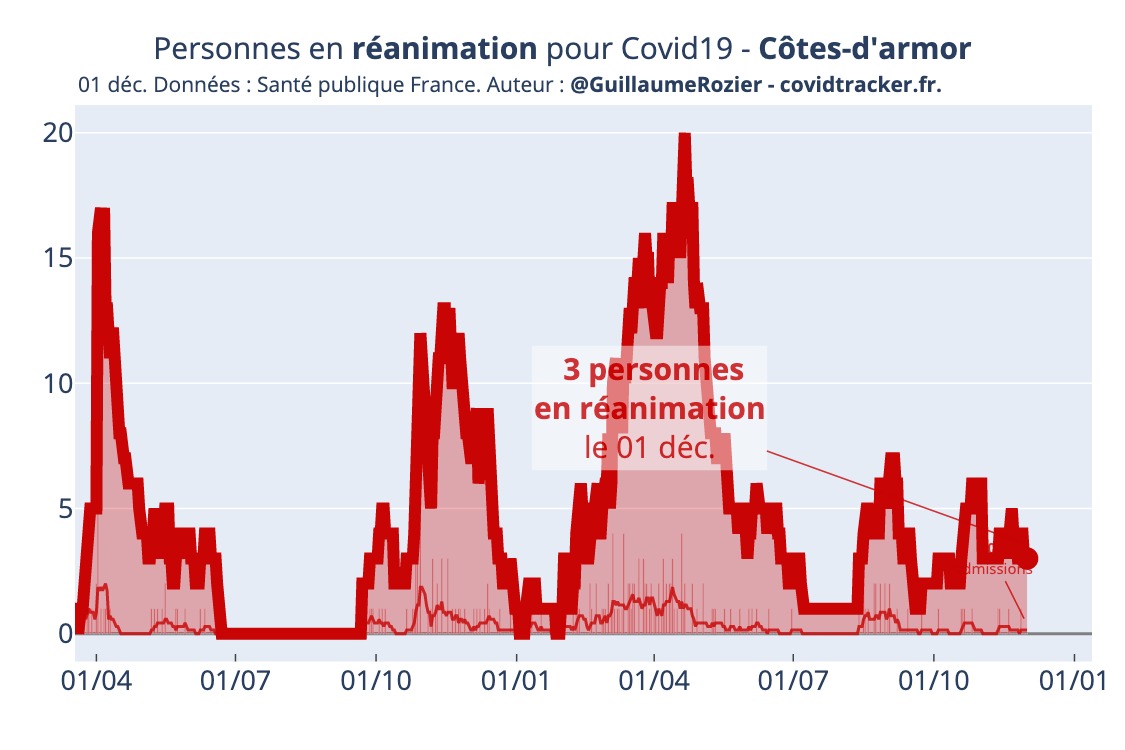 Personnes en réanimation pour Covid19 - Côtes-d'armor
01 déc. Données : Santé publique France. Auteur : @GuillaumeRozier - covidtracker.fr.
20
15
10
5
0
3 personnes
en réanimation
le 01 déc.
dmissions
01/04
01/07
01/10
01/01
01/04
01/07
01/10
01/01